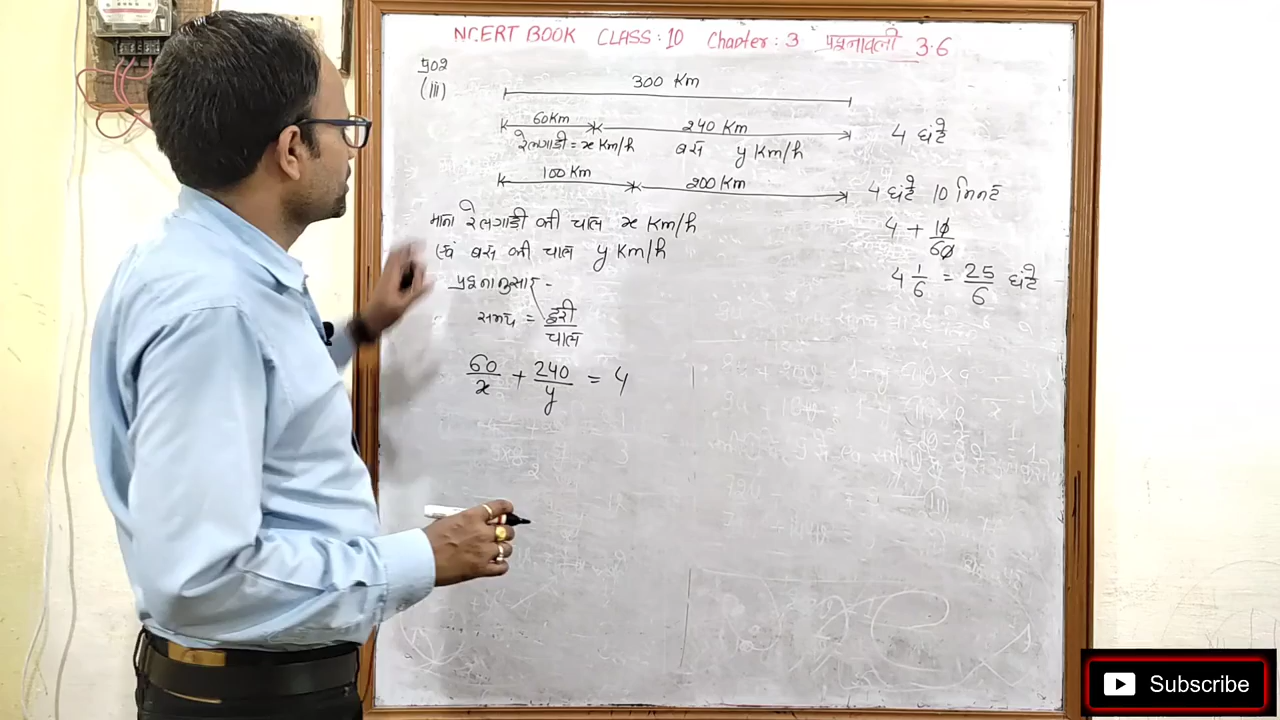 NCERT BOOK CLASS:10 Chapter:3 प्रश्नावली 3.6
प्र०२
(iii)
300 Km
60Km 240 Km 4 घंटे
रेलगाडी = x Km/h बस y Km/h
100 Km 200 Km 4 घंटे 10 मिनट
माना रेलगाडी की चाल x Km/h
4 + 10/60
एवं बस की चाल y Km/h
4 1/6 = 25/6 घंटे
प्रश्नानुसार -
समय = दूरी/चाल
60/x + 240/y = 4
Subscribe